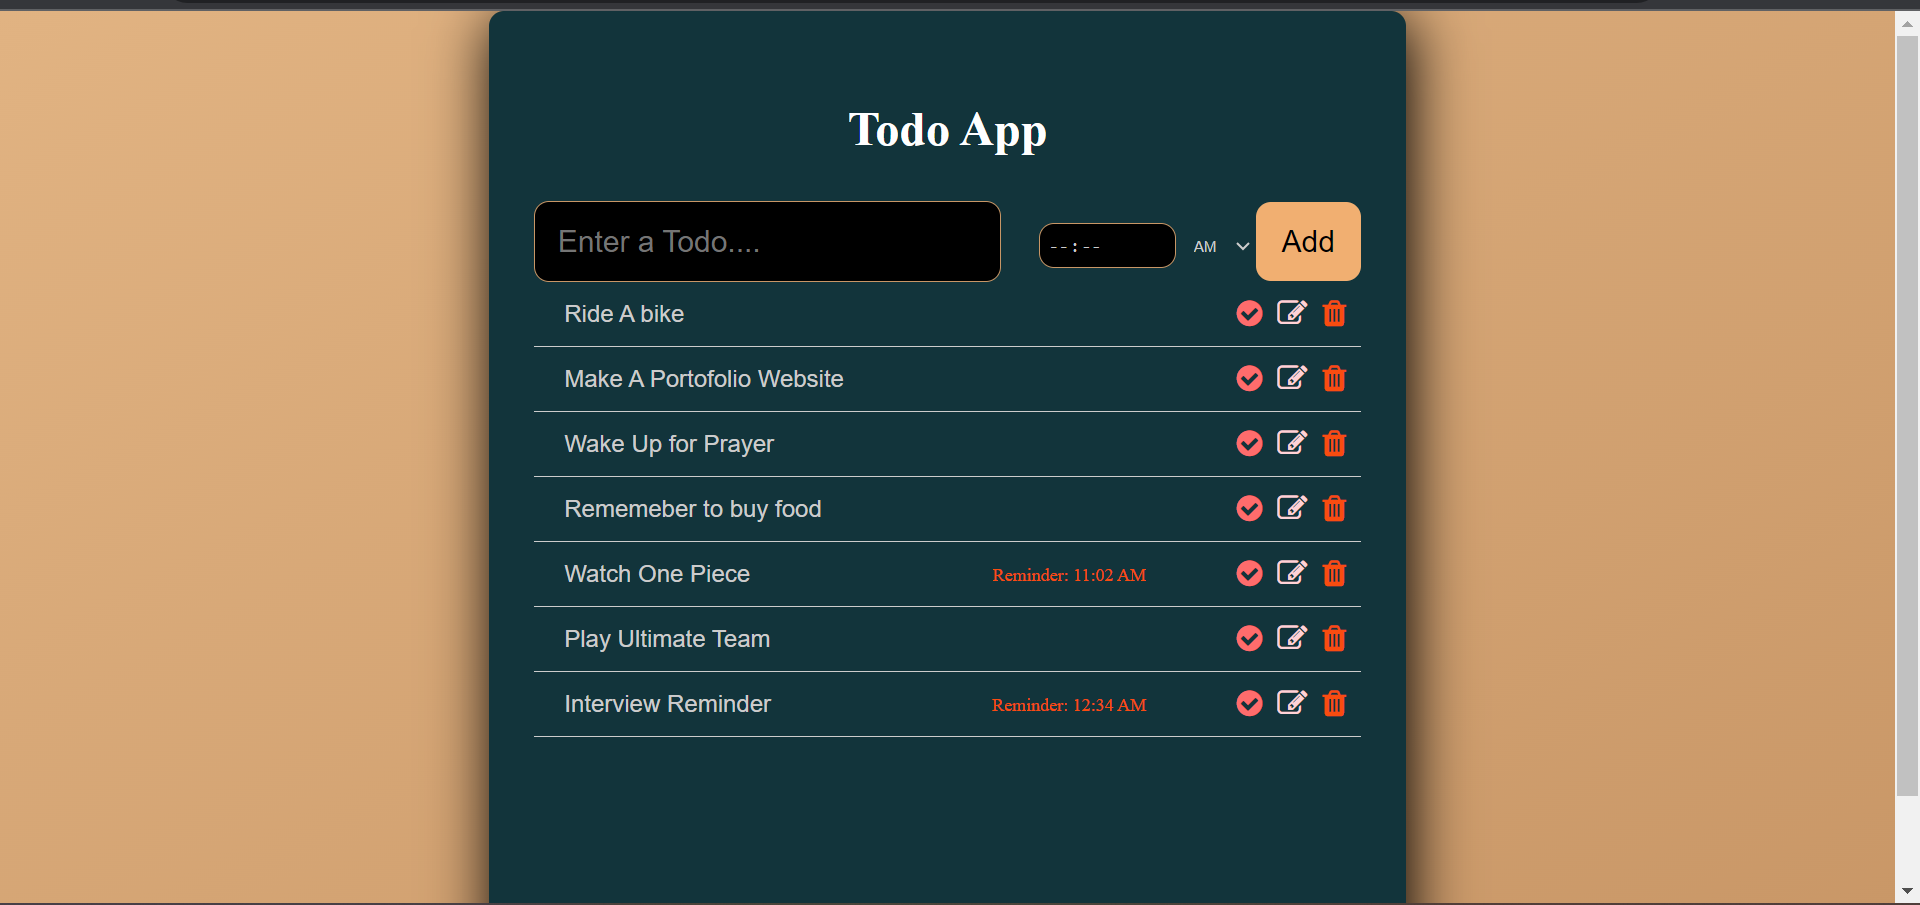 Todo App
Enter a Todo.... --:-- AM Add
Ride A bike
Make A Portofolio Website
Wake Up for Prayer
Rememeber to buy food
Watch One Piece Reminder: 11:02 AM
Play Ultimate Team
Interview Reminder Reminder: 12:34 AM